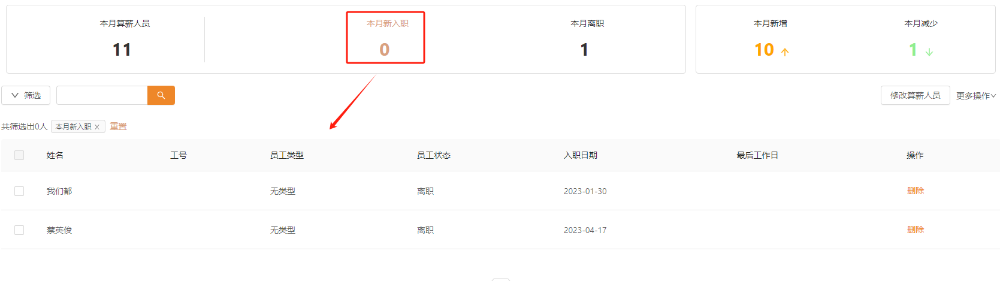 本月算薪人员 本月新入职 本月离职 本月新增 本月减少
11 0 1 10 1
筛选 修改算薪人员 更多操作
共筛选出0人 本月新入职 X 重置
姓名 工号 员工类型 员工状态 入职日期 最后工作日 操作
我们都 无类型 离职 2023-01-30 删除
蔡英俊 无类型 离职 2023-04-17 删除